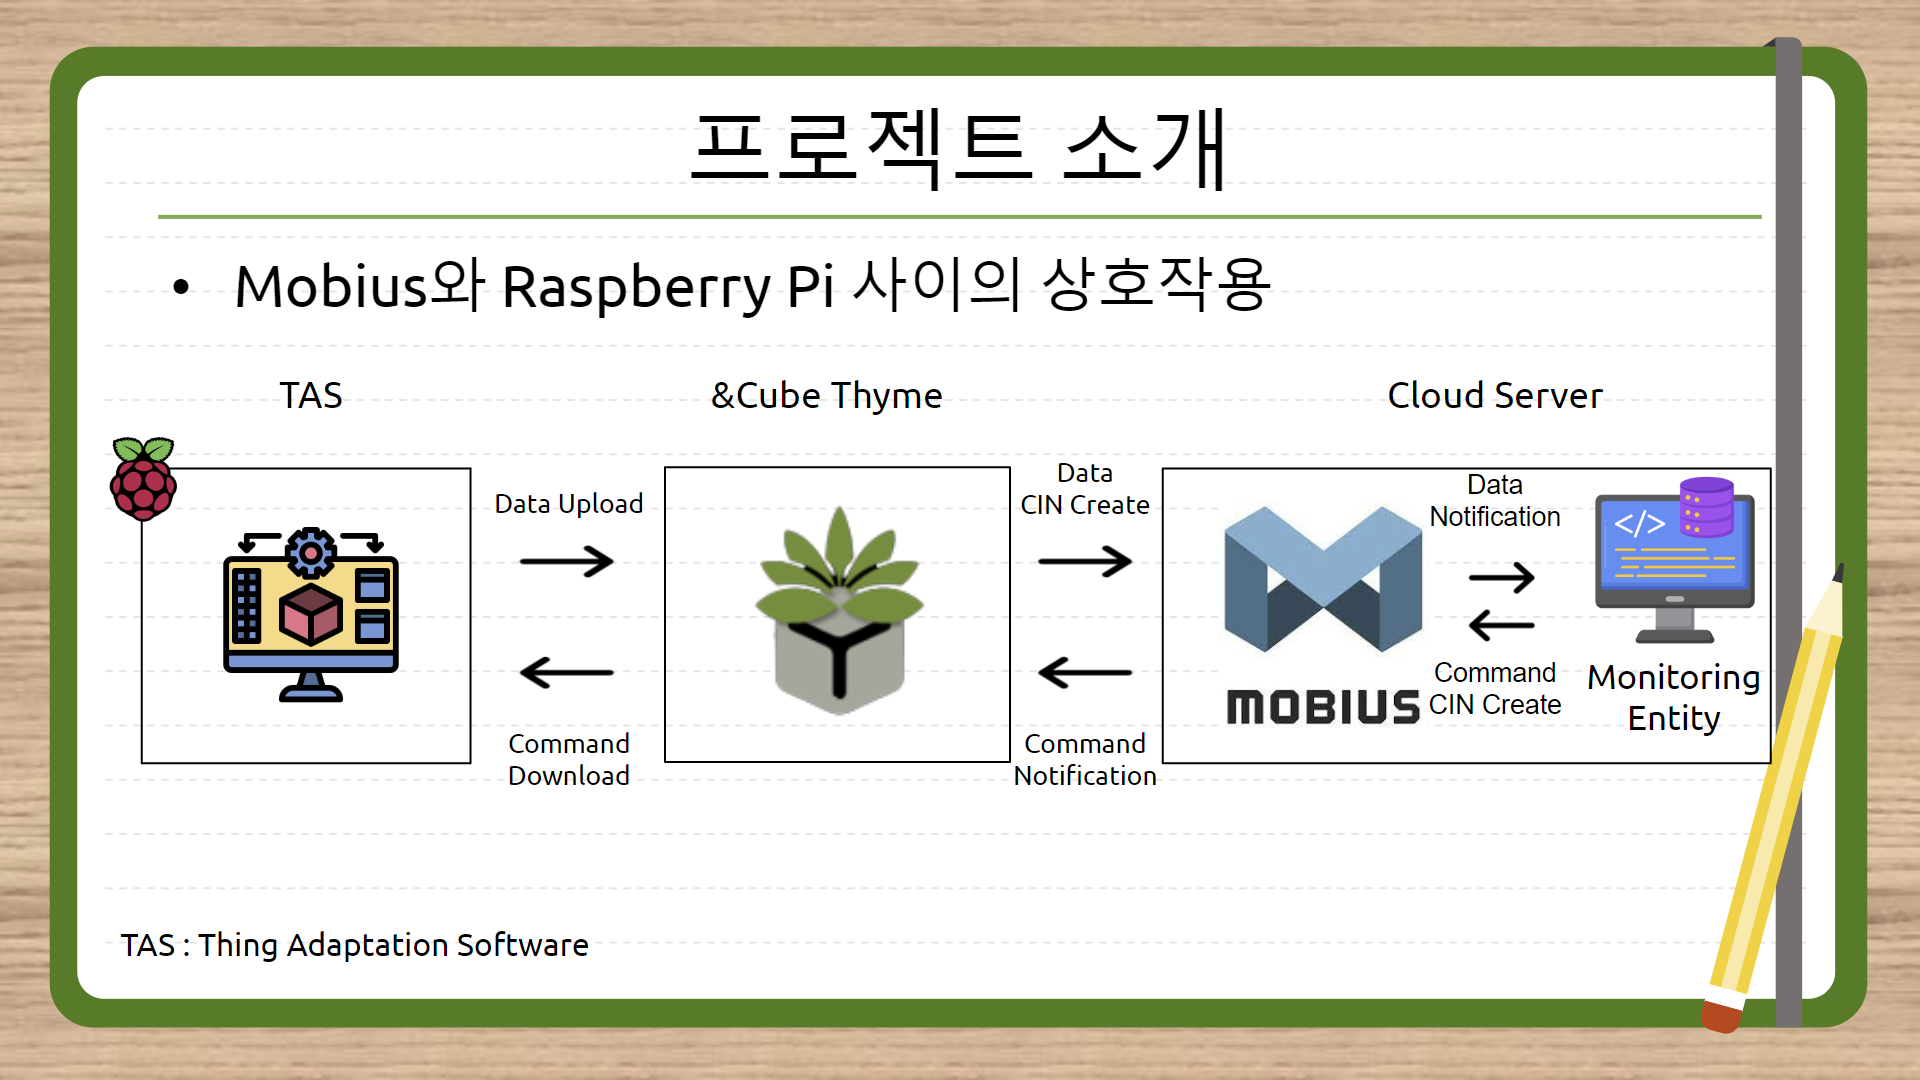 프로젝트 소개
• Mobius와 Raspberry Pi 사이의 상호작용
TAS
&Cube Thyme
Cloud Server
Data Upload
Command
Download
Data
CIN Create
Command
Notification
MOBIUS
Data
Notification
Command
CIN Create
</>
Monitoring
Entity
TAS : Thing Adaptation Software